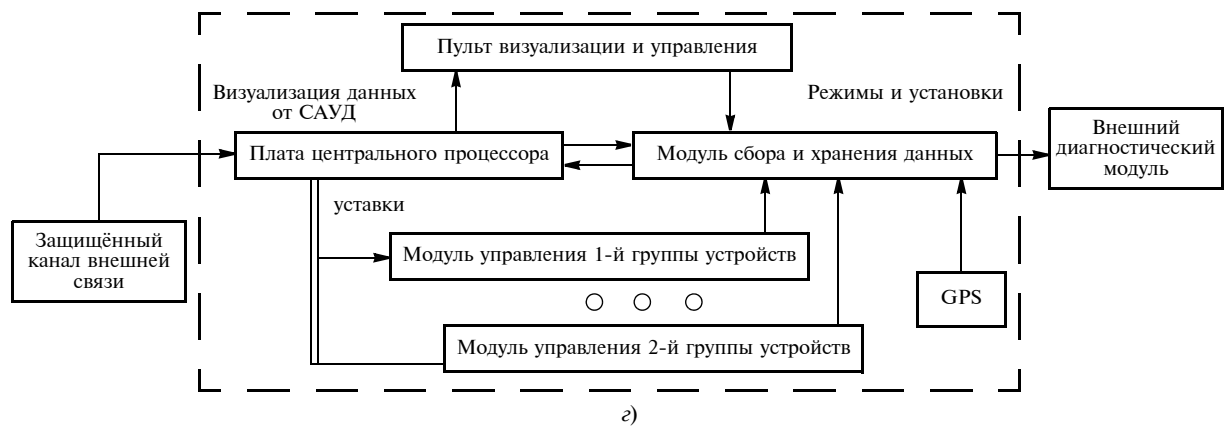 Пульт визуализации и управления
Визуализация данных
от САУД
Режимы и установки
Плата центрального процессора
Модуль сбора и хранения данных
Внешний
диагностический
модуль
уставки
Защищённый
канал внешней
связи
Модуль управления 1-й группы устройств
GPS
Модуль управления 2-й группы устройств
г)